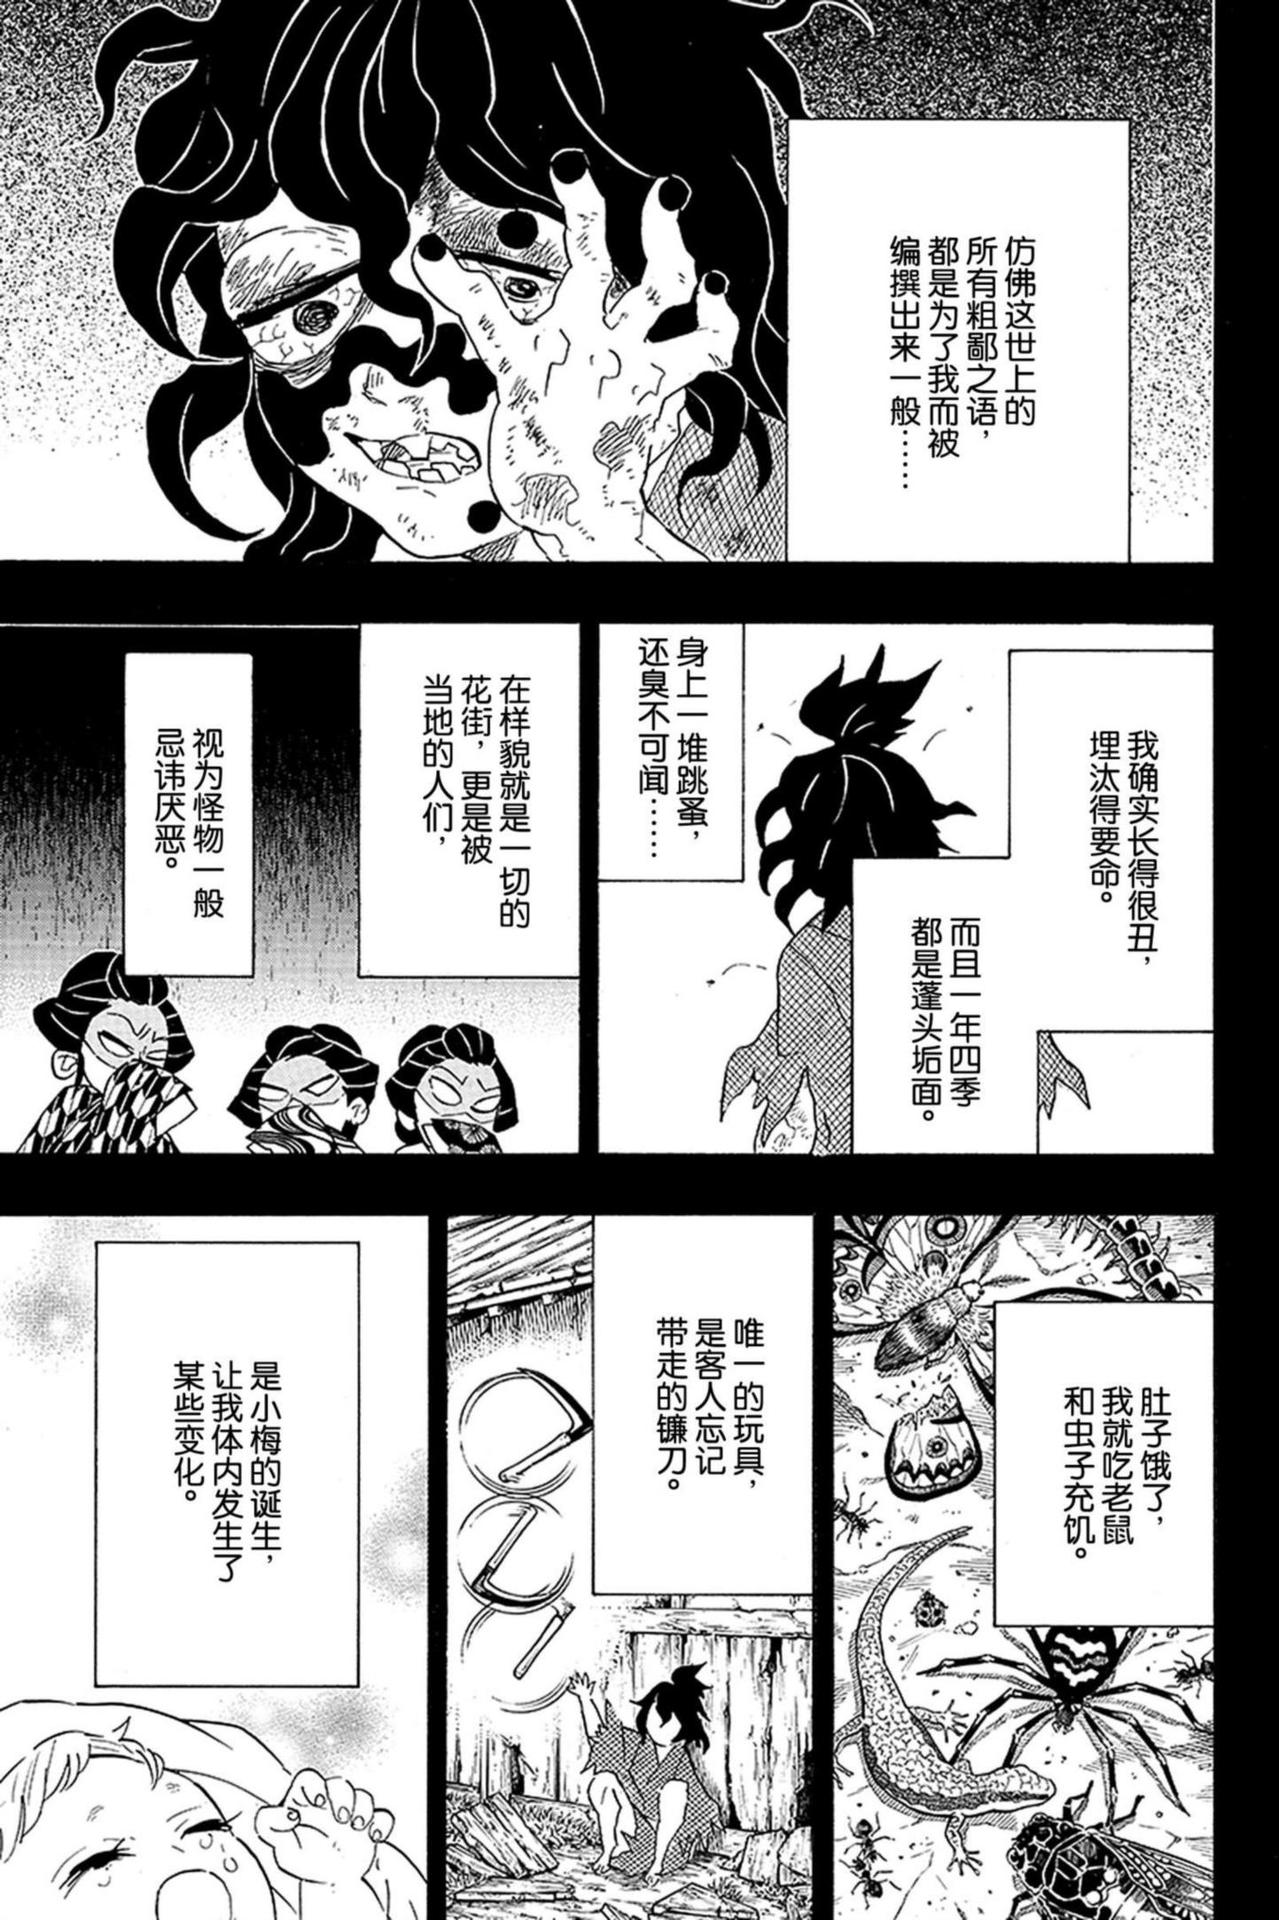 仿佛这世上的
所有粗鄙之语，
都是为了我而被
编撰出来一般……
我确实长得很丑，
埋汰得要命。
而且一年四季
都是蓬头垢面。
身上一堆跳蚤，
还臭不可闻……
在样貌就是一切的
花街，更是被
当地的人们，
视为怪物一般
忌讳厌恶。
肚子饿了，
我就吃老鼠
和虫子充饥。
唯一的玩具，
是客人忘记
带走的镰刀。
是小梅的诞生，
让我体内发生了
某些变化。